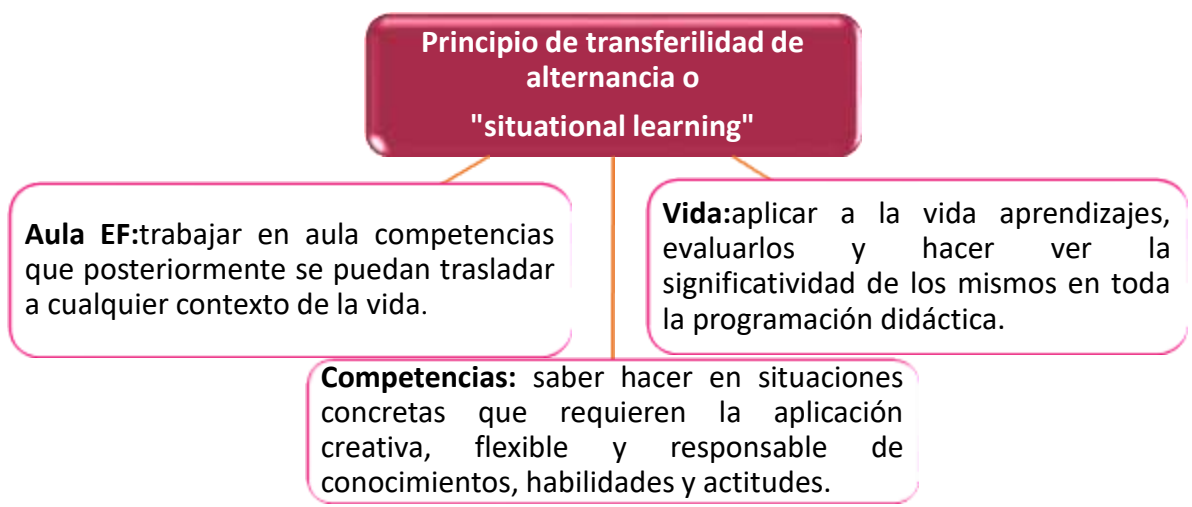 Principio de transferilidad de
alternancia o
"situational learning"
Aula EF:trabajar en aula competencias
que posteriormente se puedan trasladar
a cualquier contexto de la vida.
Vida:aplicar a la vida aprendizajes,
evaluarlos y hacer ver la
significatividad de los mismos en toda
la programación didáctica.
Competencias: saber hacer en situaciones
concretas que requieren la aplicación
creativa, flexible y responsable de
conocimientos, habilidades y actitudes.